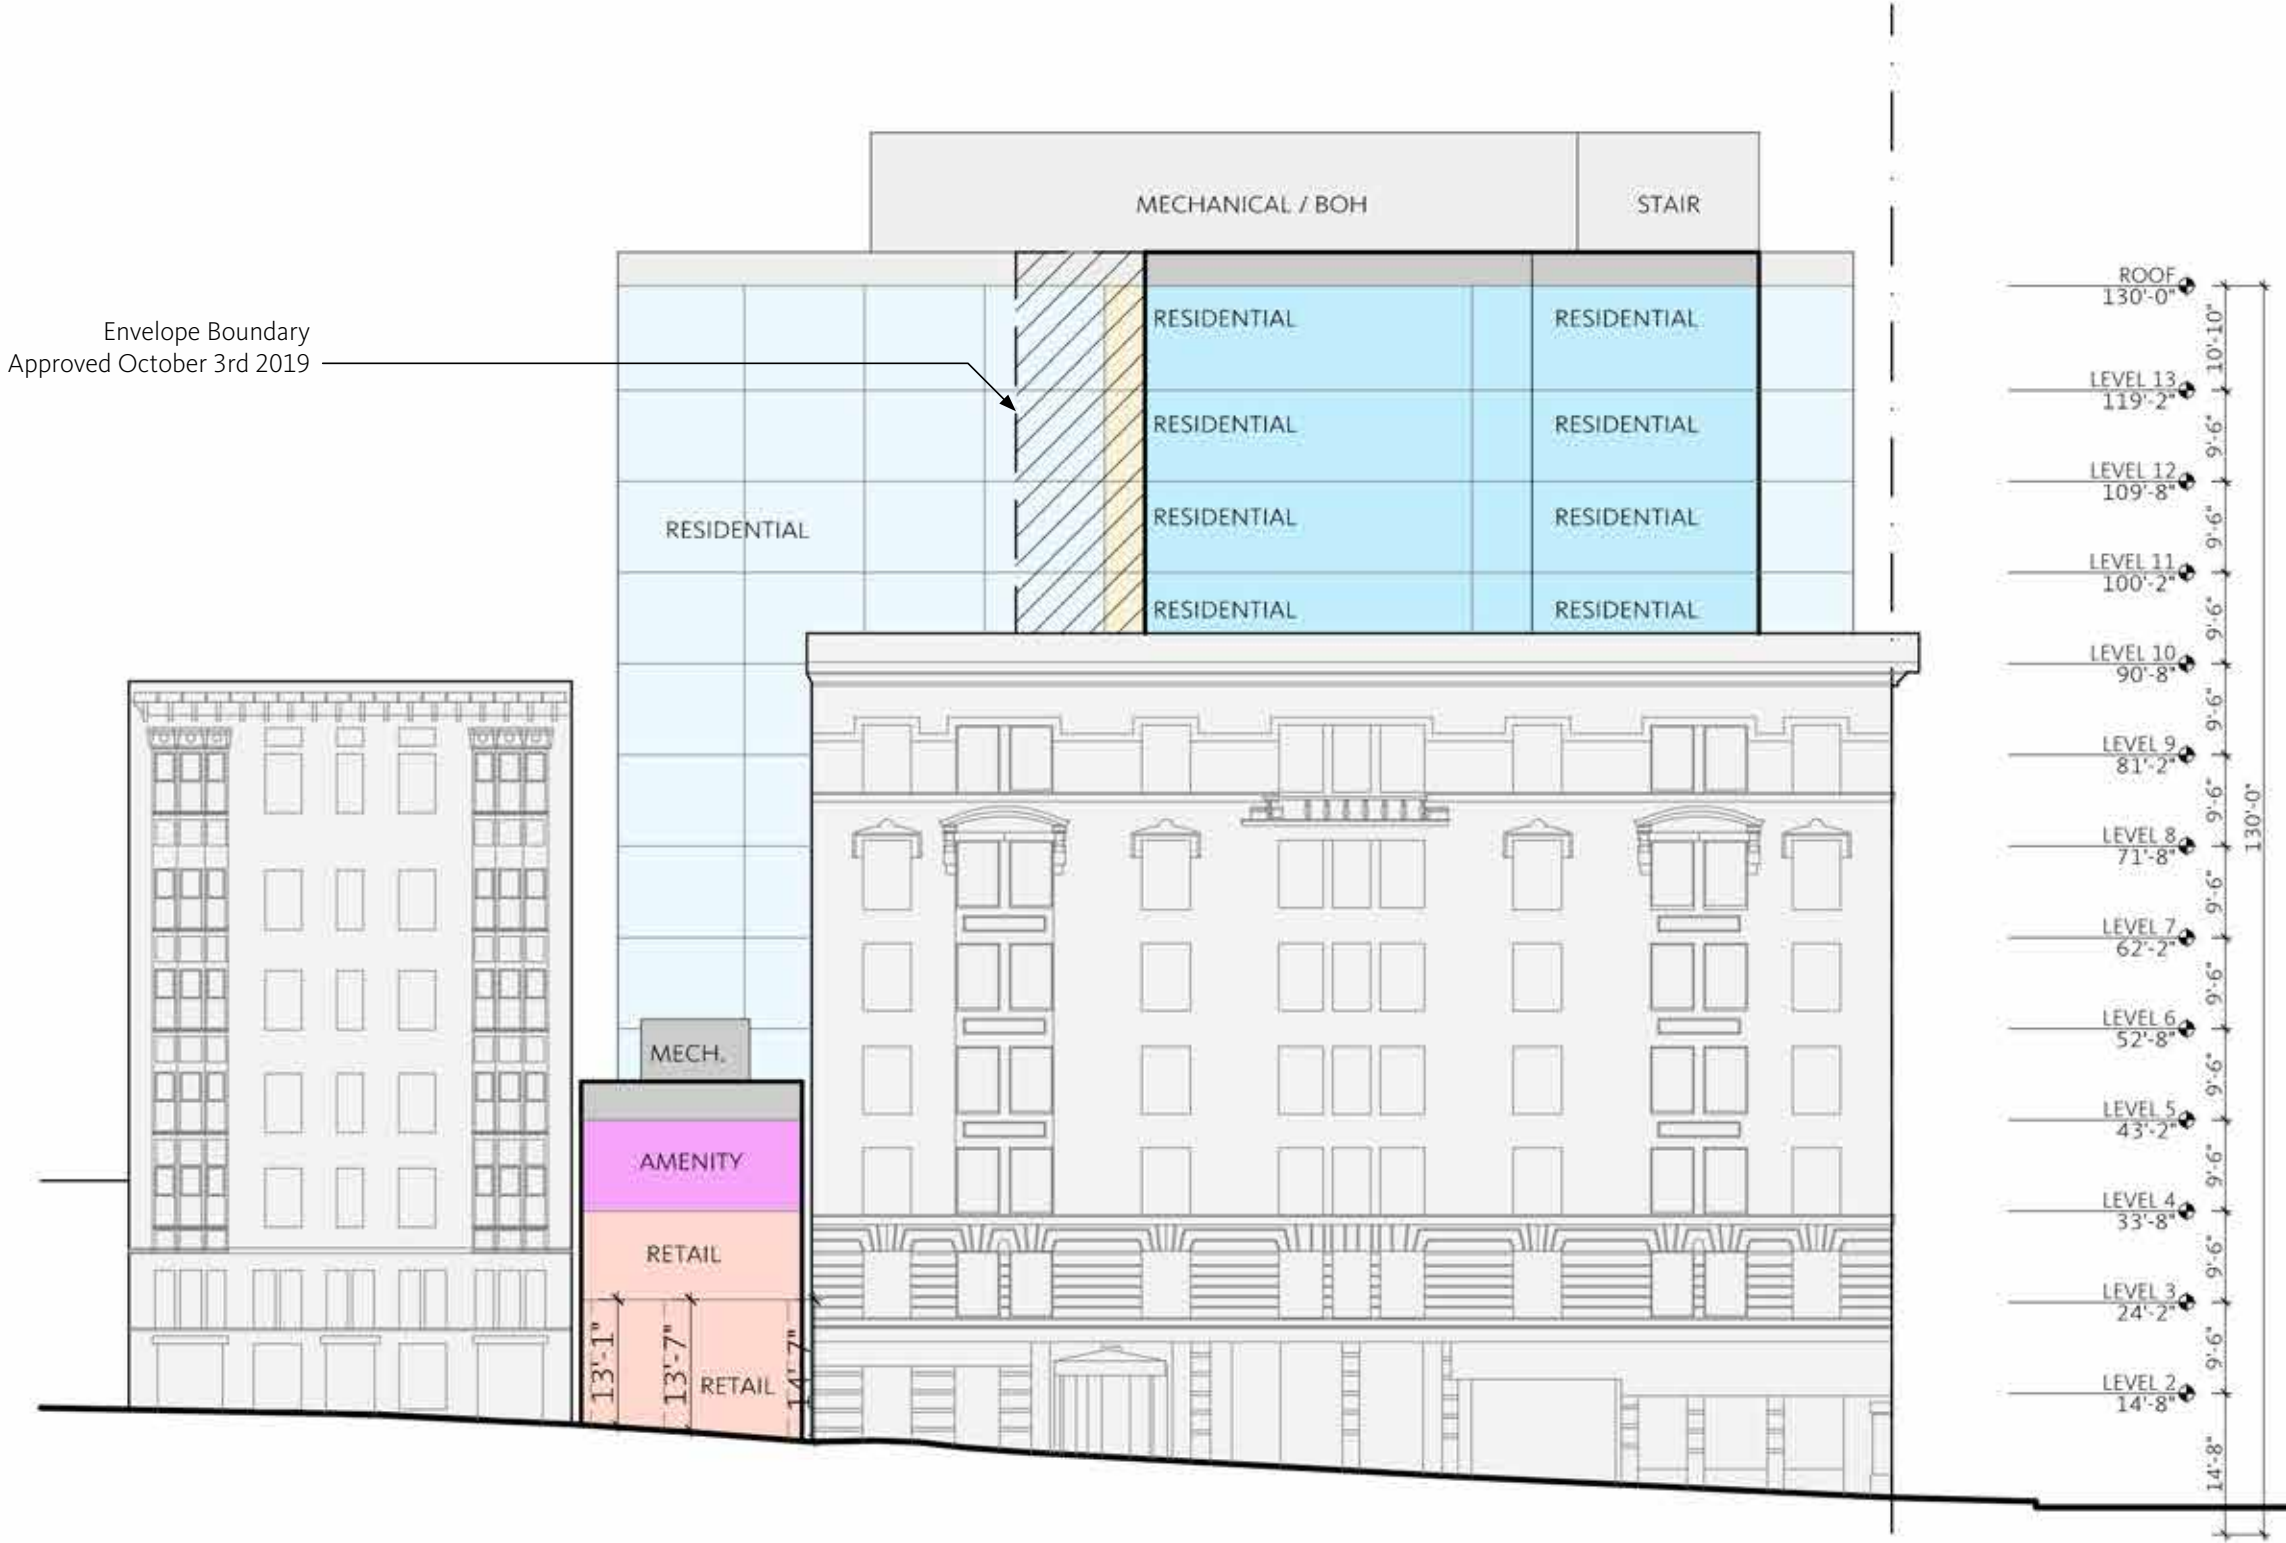 MECHANICAL / BOH
STAIR
Envelope Boundary
Approved October 3rd 2019
RESIDENTIAL
RESIDENTIAL
RESIDENTIAL
RESIDENTIAL
RESIDENTIAL
RESIDENTIAL
RESIDENTIAL
RESIDENTIAL
RESIDENTIAL
MECH.
AMENITY
RETAIL
RETAIL
13'-1"
13'-7"
14'-7"
ROOF
130'-0"
10'-10"
LEVEL 13
119'-2"
9'-6"
LEVEL 12
109'-8"
9'-6"
LEVEL 11
100'-2"
9'-6"
LEVEL 10
90'-8"
9'-6"
LEVEL 9
81'-2"
9'-6"
LEVEL 8
71'-8"
9'-6"
LEVEL 7
62'-2"
9'-6"
LEVEL 6
52'-8"
9'-6"
LEVEL 5
43'-2"
9'-6"
LEVEL 4
33'-8"
9'-6"
LEVEL 3
24'-2"
9'-6"
LEVEL 2
14'-8"
14'-8"
130'-0"